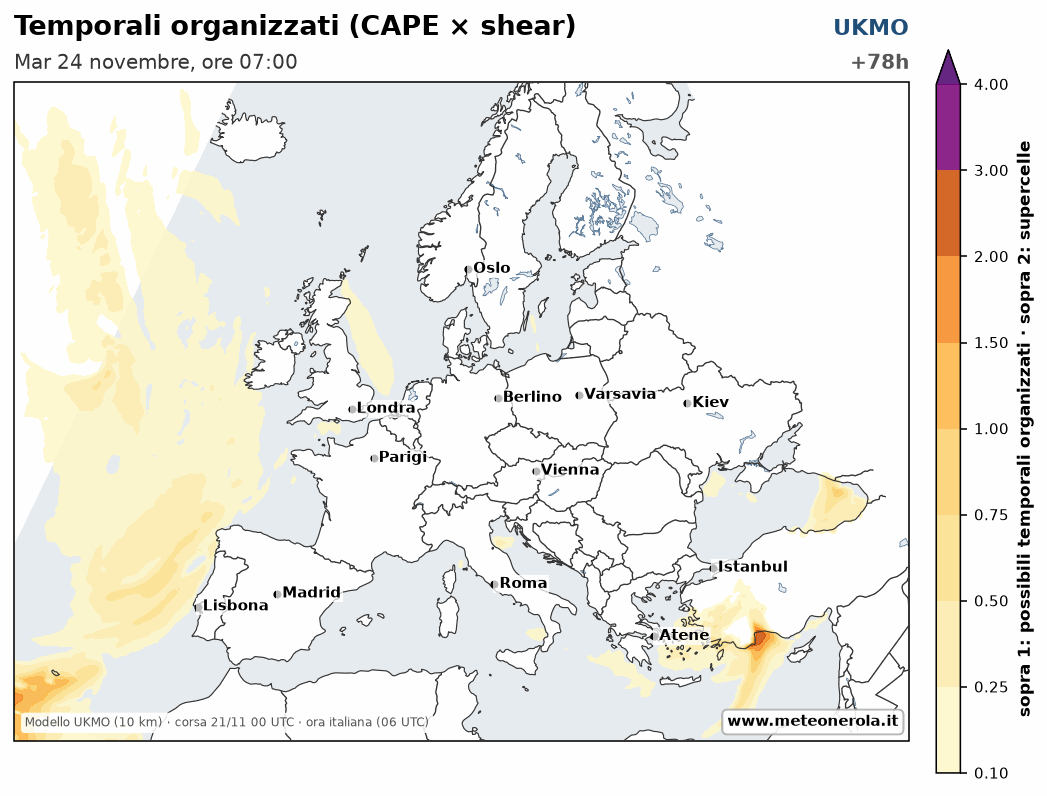 Temporali organizzati (CAPE × shear)
UKMO
Mar 24 novembre, ore 07:00
+78h
4.00
3.00
2.00
1.50
1.00
0.75
0.50
0.25
0.10
sopra 1: possibili temporali organizzati · sopra 2: supercelle
Oslo
Londra
Berlino
Varsavia
Kiev
Parigi
Vienna
Istanbul
Roma
Madrid
Lisbona
Atene
Modello UKMO (10 km) · corsa 21/11 00 UTC · ora italiana (06 UTC)
www.meteonerola.it